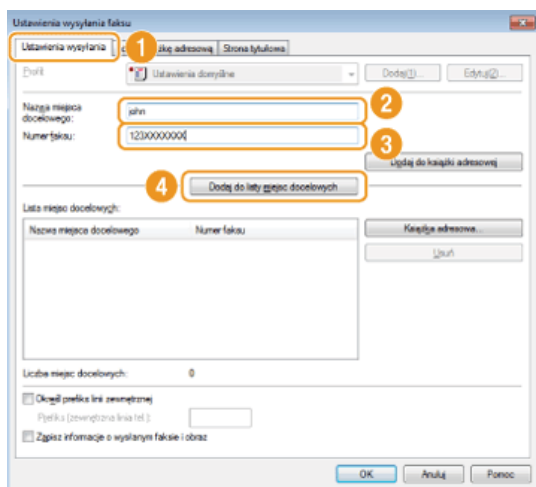 Ustawienia wysyłania faksu
Ustawienia wysyłania 1 kę adresową Strona tytułowa
Profil Ustawienia domyślne Dodaj(1)... Edytuj(2)...
Nazwa miejsca
docelowego: john 2
Numer faksu: 123XXXXXXX 3
Dodaj do książki adresowej
4 Dodaj do listy miejsc docelowych
Lista miejsc docelowych:
Nazwa miejsca docelowego Numer faksu Książka adresowa...
Usuń
Liczba miejsc docelowych: 0
Określ prefiks linii zewnętrznej
Prefiks (zewnętrzna linia tel.):
Zapisz informacje o wysłanym faksie i obraz
OK Anuluj Pomoc